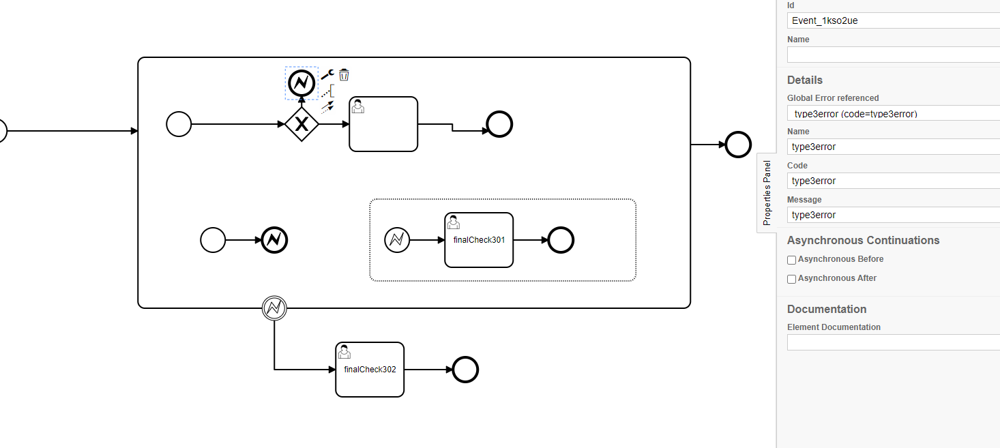 finalCheck301
finalCheck302
Properties Panel
Id
Event_1kso2ue
Name
Details
Global Error referenced
type3error (code=type3error)
Name
type3error
Code
type3error
Message
type3error
Asynchronous Continuations
Asynchronous Before
Asynchronous After
Documentation
Element Documentation